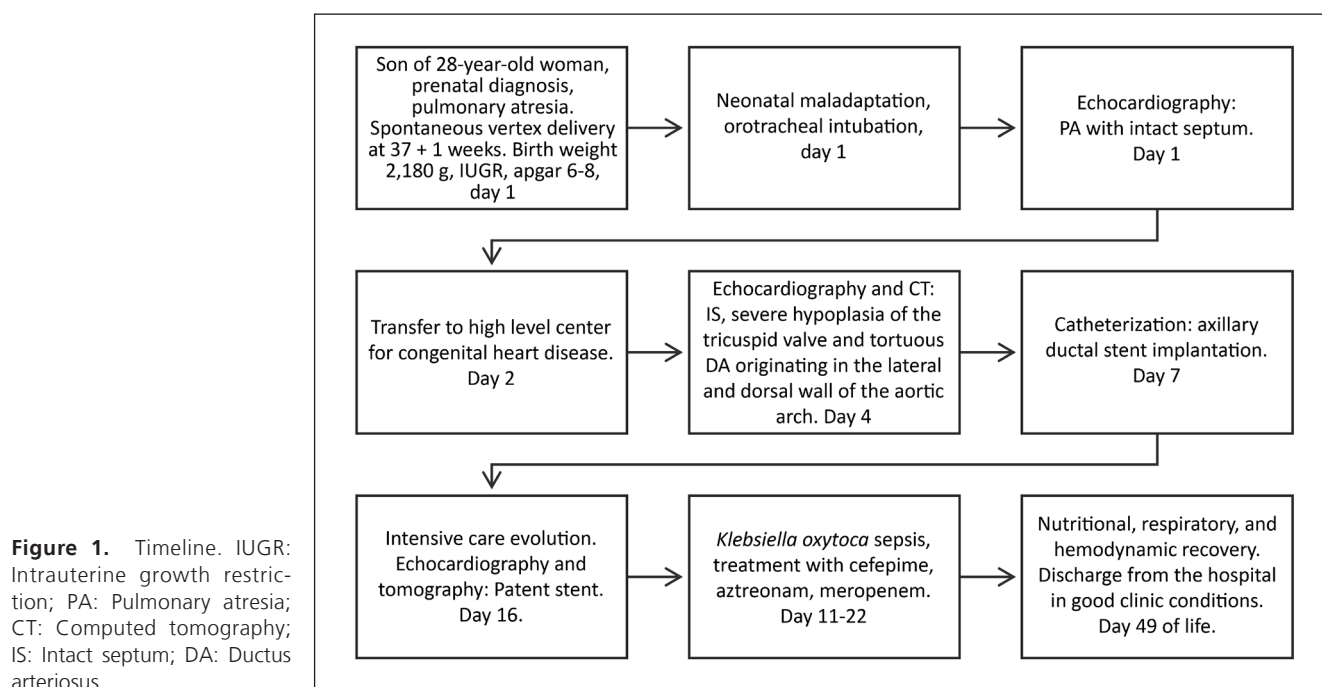 Son of 28-year-old woman,
prenatal diagnosis,
pulmonary atresia.
Spontaneous vertex delivery
at 37 + 1 weeks. Birth weight
2,180 g, IUGR, apgar 6-8,
day 1
Neonatal maladaptation,
orotracheal intubation,
day 1
Echocardiography:
PA with intact septum.
Day 1
Transfer to high level center
for congenital heart disease.
Day 2
Echocardiography and CT:
IS, severe hypoplasia of the
tricuspid valve and tortuous
DA originating in the lateral
and dorsal wall of the aortic
arch. Day 4
Catheterization: axillary
ductal stent implantation.
Day 7
Intensive care evolution.
Echocardiography and
tomography: Patent stent.
Day 16.
Klebsiella oxytoca sepsis,
treatment with cefepime,
aztreonam, meropenem.
Day 11-22
Nutritional, respiratory, and
hemodynamic recovery.
Discharge from the hospital
in good clinic conditions.
Day 49 of life.
Figure 1. Timeline. IUGR:
Intrauterine growth restric-
tion; PA: Pulmonary atresia;
CT: Computed tomography;
IS: Intact septum; DA: Ductus
arteriosus